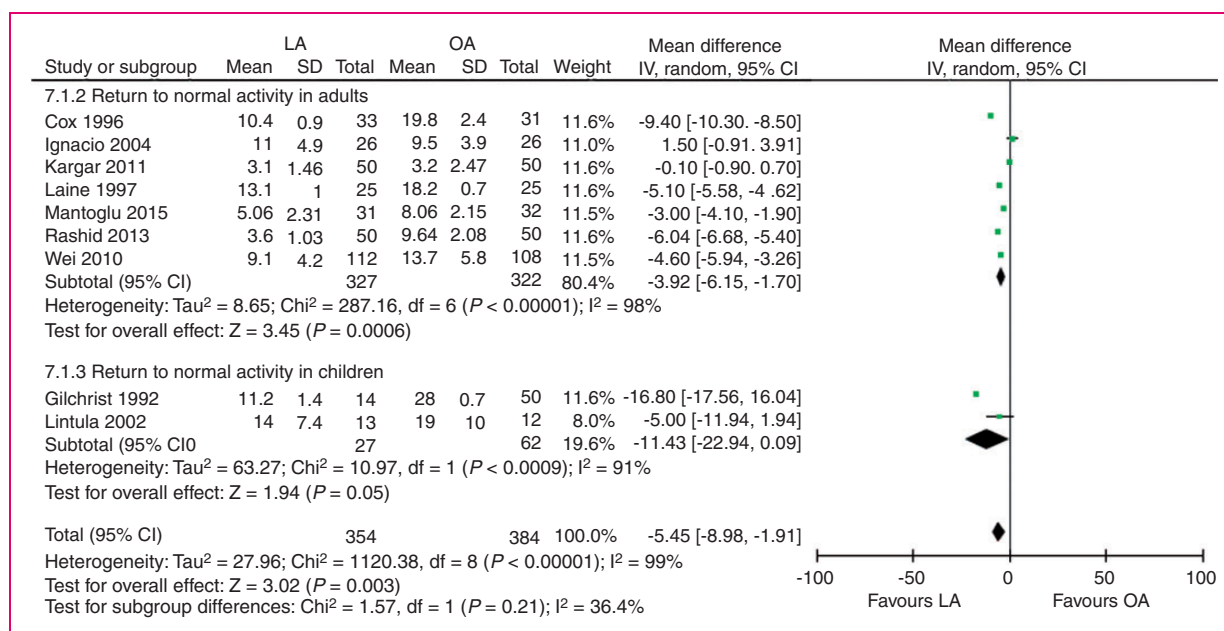 LA OA Mean difference Mean difference
Study or subgroup Mean SD Total Mean SD Total Weight IV, random, 95% CI IV, random, 95% CI
7.1.2 Return to normal activity in adults
Cox 1996 10.4 0.9 33 19.8 2.4 31 11.6% -9.40 [-10.30. -8.50]
Ignacio 2004 11 4.9 26 9.5 3.9 26 11.0% 1.50 [-0.91. 3.91]
Kargar 2011 3.1 1.46 50 3.2 2.47 50 11.6% -0.10 [-0.90. 0.70]
Laine 1997 13.1 1 25 18.2 0.7 25 11.6% -5.10 [-5.58, -4 .62]
Mantoglu 2015 5.06 2.31 31 8.06 2.15 32 11.5% -3.00 [-4.10, -1.90]
Rashid 2013 3.6 1.03 50 9.64 2.08 50 11.6% -6.04 [-6.68, -5.40]
Wei 2010 9.1 4.2 112 13.7 5.8 108 11.5% -4.60 [-5.94, -3.26]
Subtotal (95% CI) 327 322 80.4% -3.92 [-6.15, -1.70]
Heterogeneity: Tau² = 8.65; Chi² = 287.16, df = 6 (P < 0.00001); I² = 98%
Test for overall effect: Z = 3.45 (P = 0.0006)
7.1.3 Return to normal activity in children
Gilchrist 1992 11.2 1.4 14 28 0.7 50 11.6% -16.80 [-17.56, 16.04]
Lintula 2002 14 7.4 13 19 10 12 8.0% -5.00 [-11.94, 1.94]
Subtotal (95% CI0 27 62 19.6% -11.43 [-22.94, 0.09]
Heterogeneity: Tau² = 63.27; Chi² = 10.97, df = 1 (P < 0.0009); I² = 91%
Test for overall effect: Z = 1.94 (P = 0.05)
Total (95% CI) 354 384 100.0% -5.45 [-8.98, -1.91]
Heterogeneity: Tau² = 27.96; Chi² = 1120.38, df = 8 (P < 0.00001); I² = 99%
Test for overall effect: Z = 3.02 (P = 0.003)
Test for subgroup differences: Chi² = 1.57, df = 1 (P = 0.21); I² = 36.4%
-100 -50 0 50 100
Favours LA Favours OA